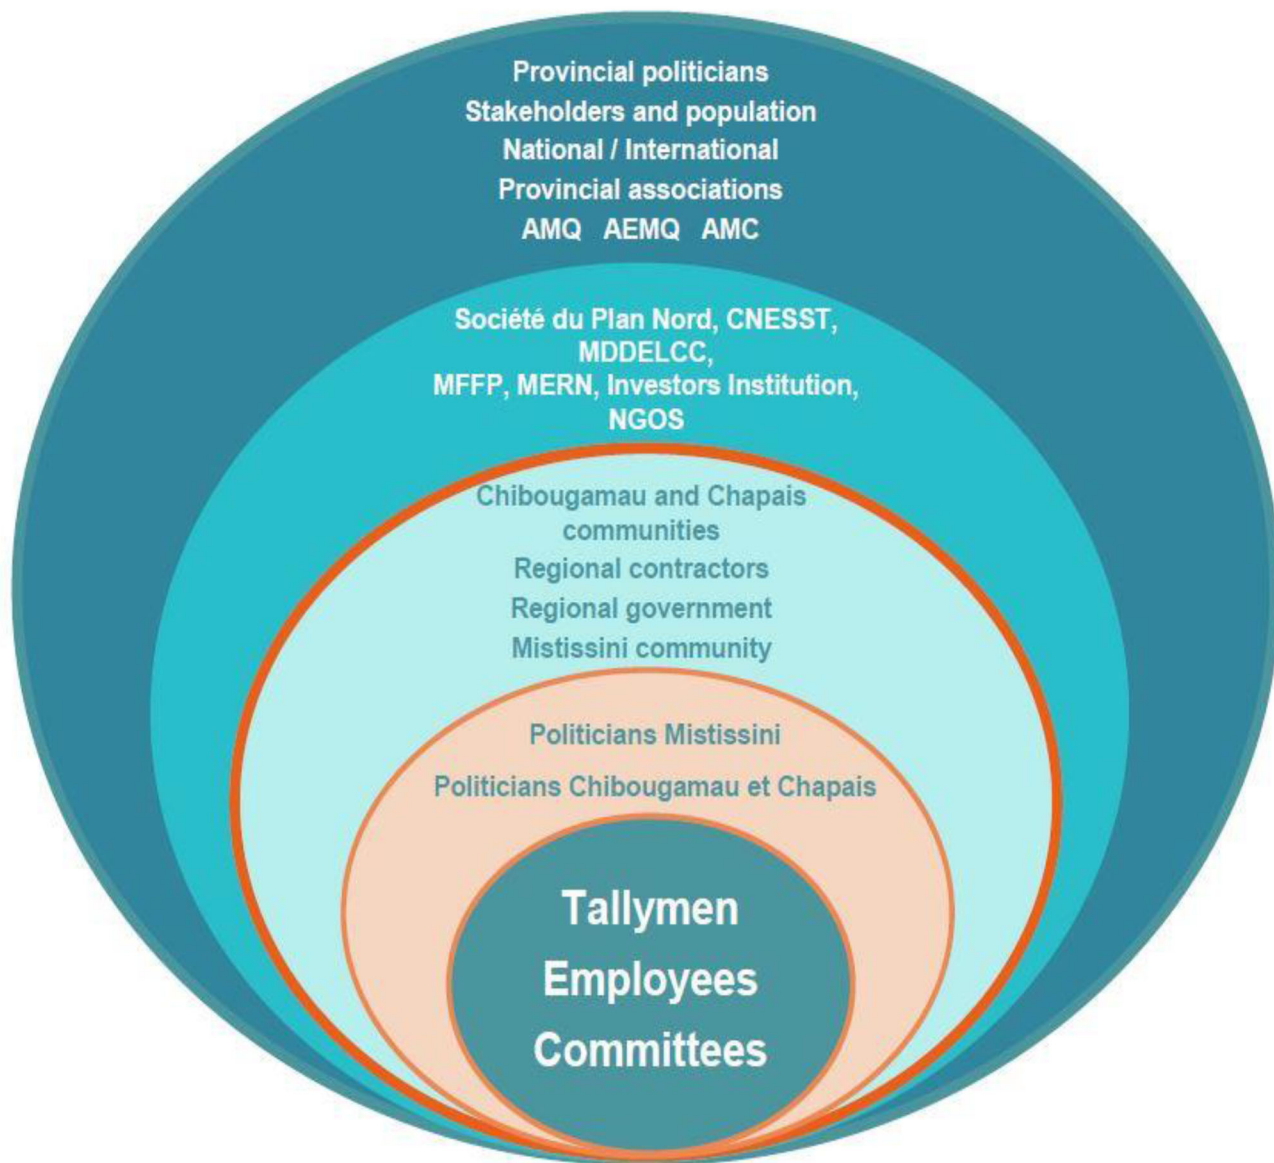 Provincial politicians
Stakeholders and population
National / International
Provincial associations
AMQ AEMQ AMC
Société du Plan Nord, CNESST,
MDDELCC,
MFFP, MERN, Investors Institution,
NGOS
Chibougamau and Chapais
communities
Regional contractors
Regional government
Mistissini community
Politicians Mistissini
Politicians Chibougamau et Chapais
Tallymen
Employees
Committees